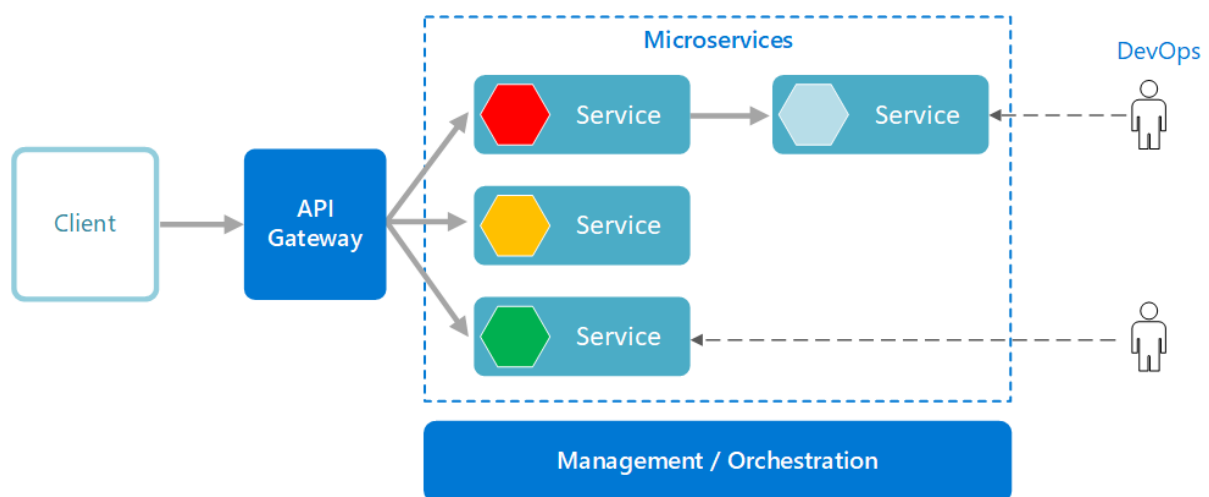 Microservices
DevOps
Service
Service
Client
API
Gateway
Service
Service
Management / Orchestration